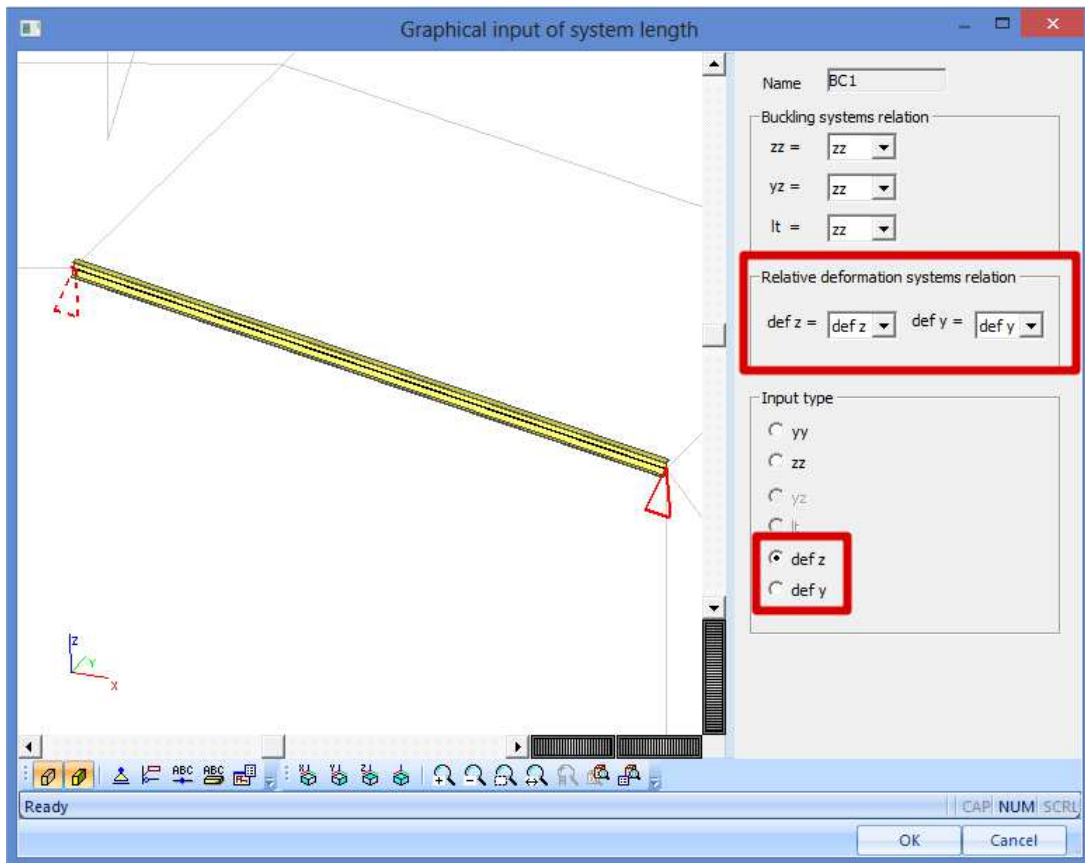 Graphical input of system length
Name BC1
Buckling systems relation
zz = zz
yz = zz
lt = zz
Relative deformation systems relation
def z = def z def y = def y
Input type
yy
zz
yz
lt
def z
def y
Z
Y
X
ABC ABC
Ready CAP NUM SCRL
OK Cancel